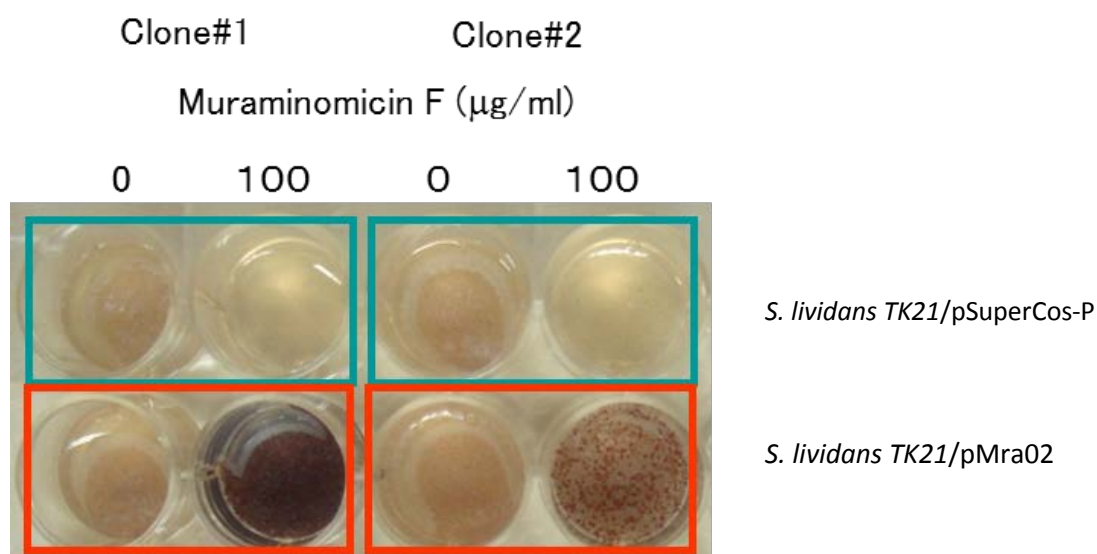 Clone#1 Clone#2
Muraminomicin F (μg/ml)
0 100 0 100
S. lividans TK21/pSuperCos-P
S. lividans TK21/pMra02